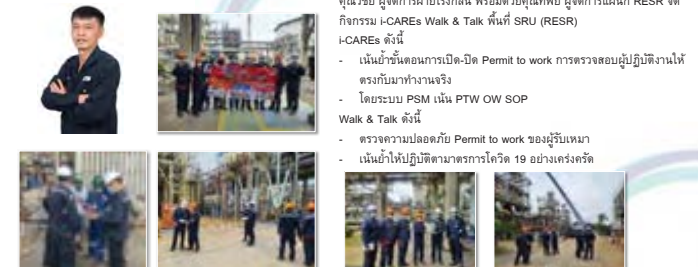 ผู้จัดการฝ่ายโรงกลั่น พร้อมด้วยคุณทิพย์ ผู้จัดการแผนก RESR จัด
กิจกรรม i-CAREs Walk & Talk พื้นที่ SRU (RESR)
i-CAREs ดังนี้
- เน้นย้ำขั้นตอนการเปิด-ปิด Permit to work การตรวจสอบผู้ปฏิบัติงานให้
ตรงกับมาทำงานจริง
- โดยระบบ PSM เน้น PTW OW SOP
Walk & Talk ดังนี้
- ตรวจความปลอดภัย Permit to work ของผู้รับเหมา
- เน้นย้ำให้ปฏิบัติตามาตรการโควิด 19 อย่างเคร่งครัด